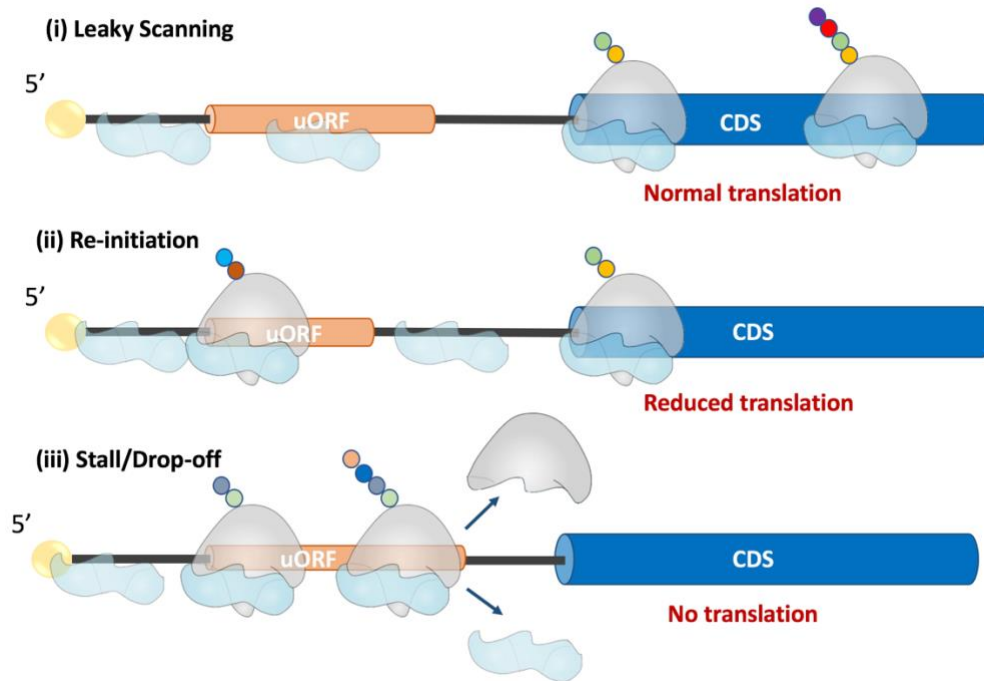 (i) Leaky Scanning
5’
uORF
CDS
Normal translation
(ii) Re-initiation
5’
uORF
CDS
Reduced translation
(iii) Stall/Drop-off
5’
uORF
CDS
No translation